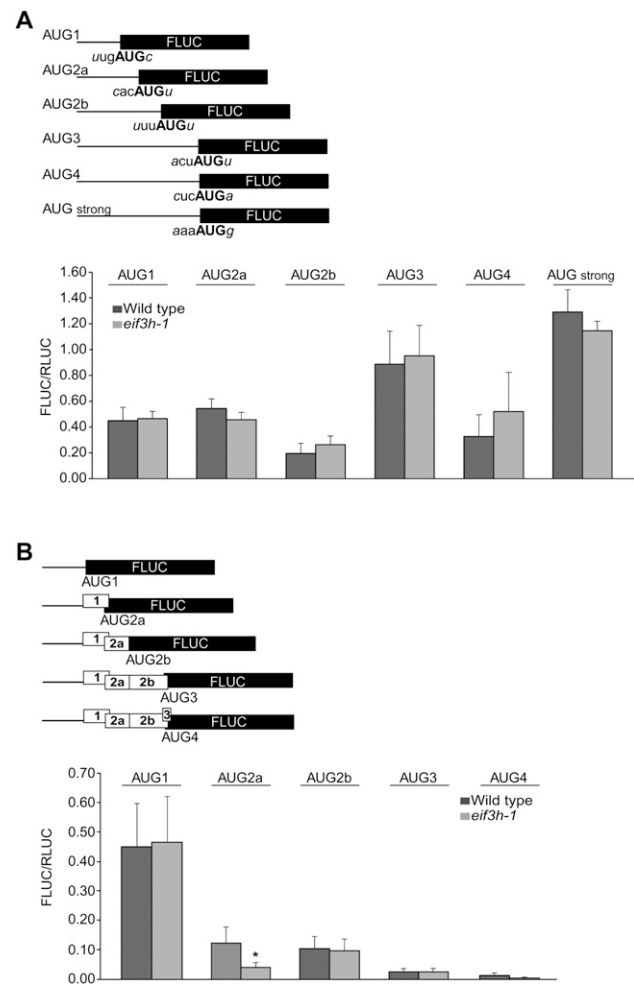 A
AUG1 FLUC
uugAUGc
AUG2a FLUC
cacAUGu
AUG2b FLUC
uuuAUGu
AUG3 FLUC
acuAUGu
AUG4 FLUC
cucAUGa
AUG strong FLUC
aaaAUGg
AUG1 AUG2a AUG2b AUG3 AUG4 AUG strong
Wild type
eif3h-1
FLUC/RLUC
1.60
1.40
1.20
1.00
0.80
0.60
0.40
0.20
0.00
B
FLUC
AUG1
1 FLUC
AUG2a
1 2a FLUC
AUG2b
1 2a 2b FLUC
AUG3
1 2a 2b 3 FLUC
AUG4
AUG1 AUG2a AUG2b AUG3 AUG4
Wild type
eif3h-1
FLUC/RLUC
0.70
0.60
0.50
0.40
0.30
0.20
0.10
0.00
*